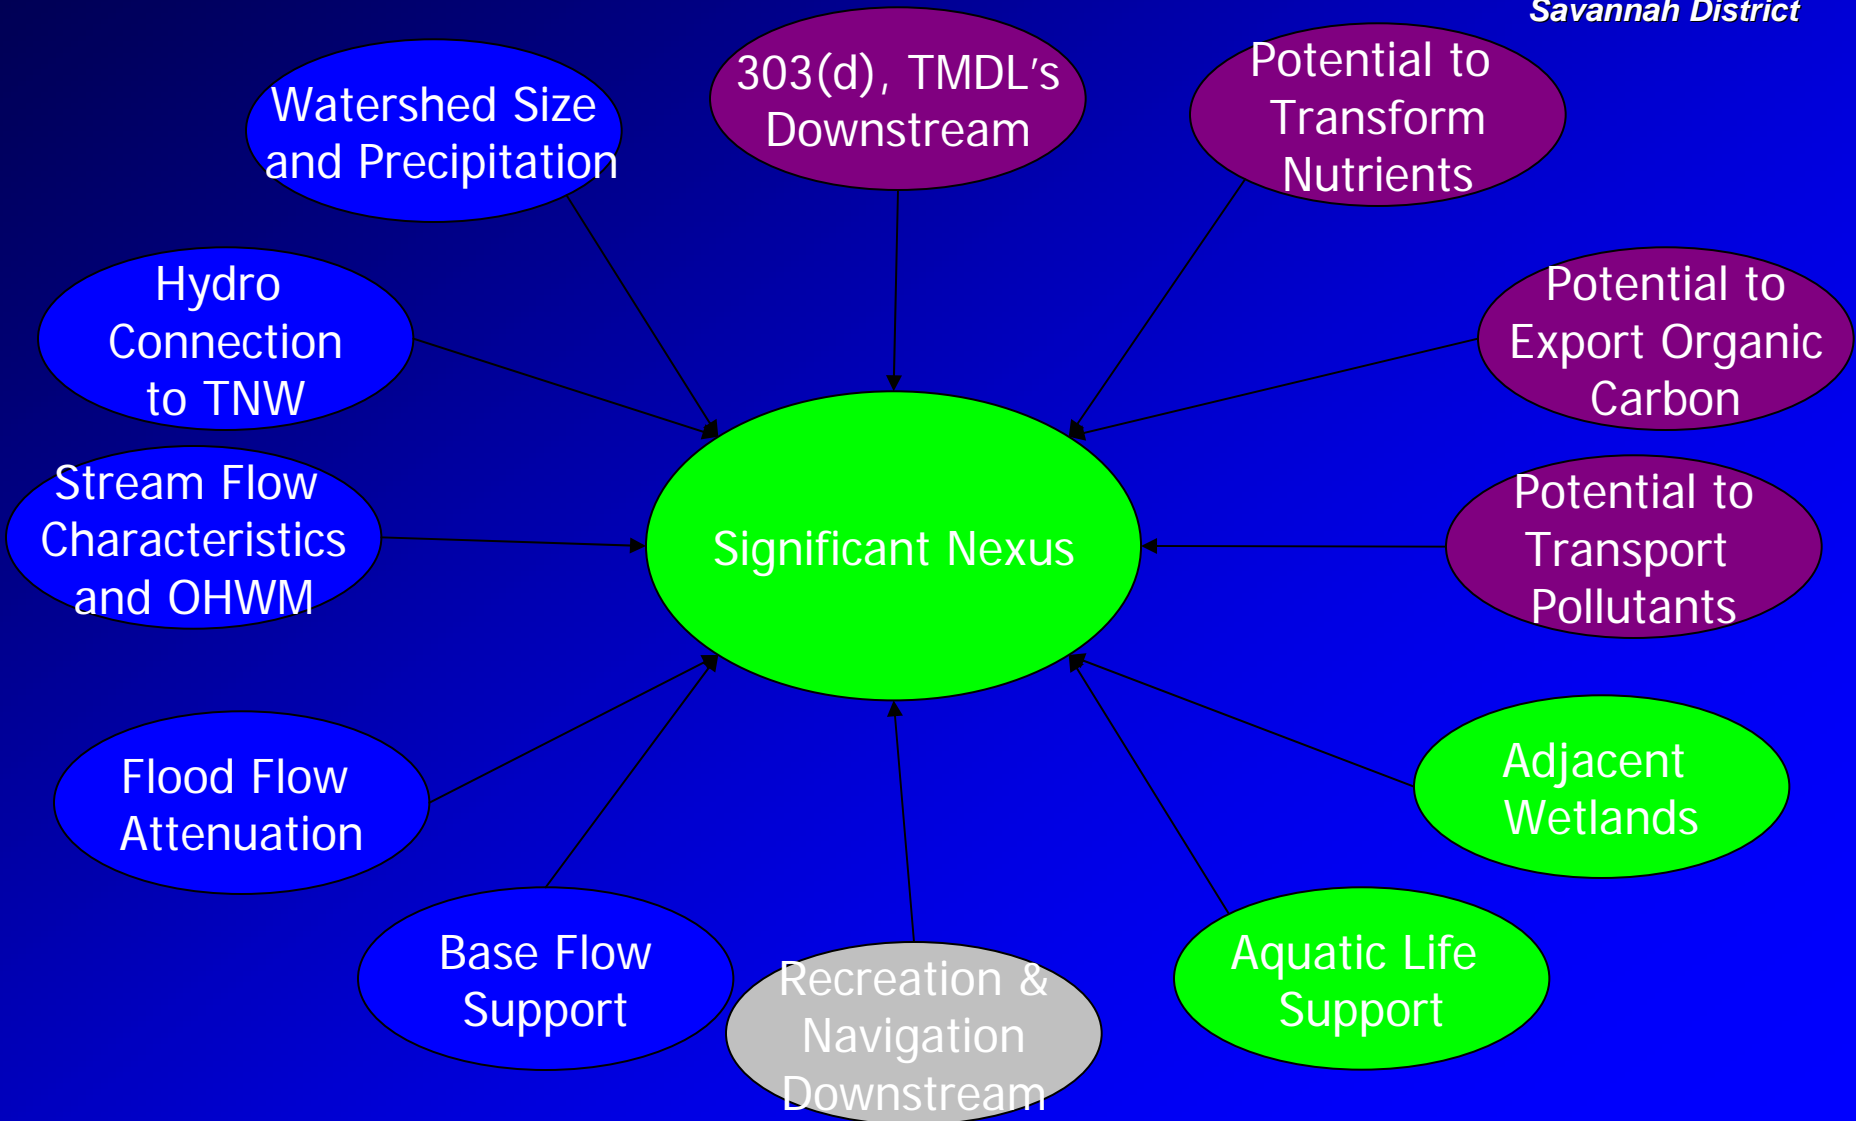 Savannah District
Watershed Size
and Precipitation
303(d), TMDL's
Downstream
Potential to
Transform
Nutrients
Hydro
Connection
to TNW
Potential to
Export Organic
Carbon
Stream Flow
Characteristics
and OHWM
Significant Nexus
Potential to
Transport
Pollutants
Flood Flow
Attenuation
Adjacent
Wetlands
Base Flow
Support
Recreation &
Navigation
Downstream
Aquatic Life
Support